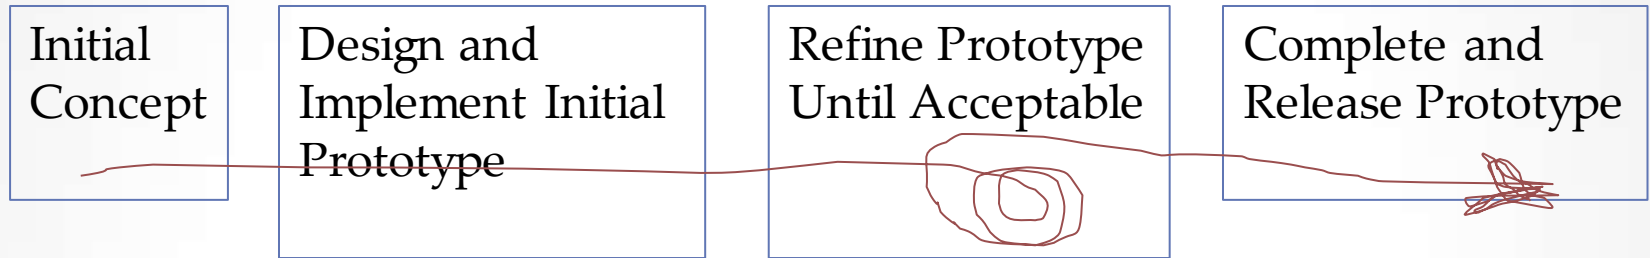 Initial
Concept
Design and
Implement Initial
Prototype
Refine Prototype
Until Acceptable
Complete and
Release Prototype